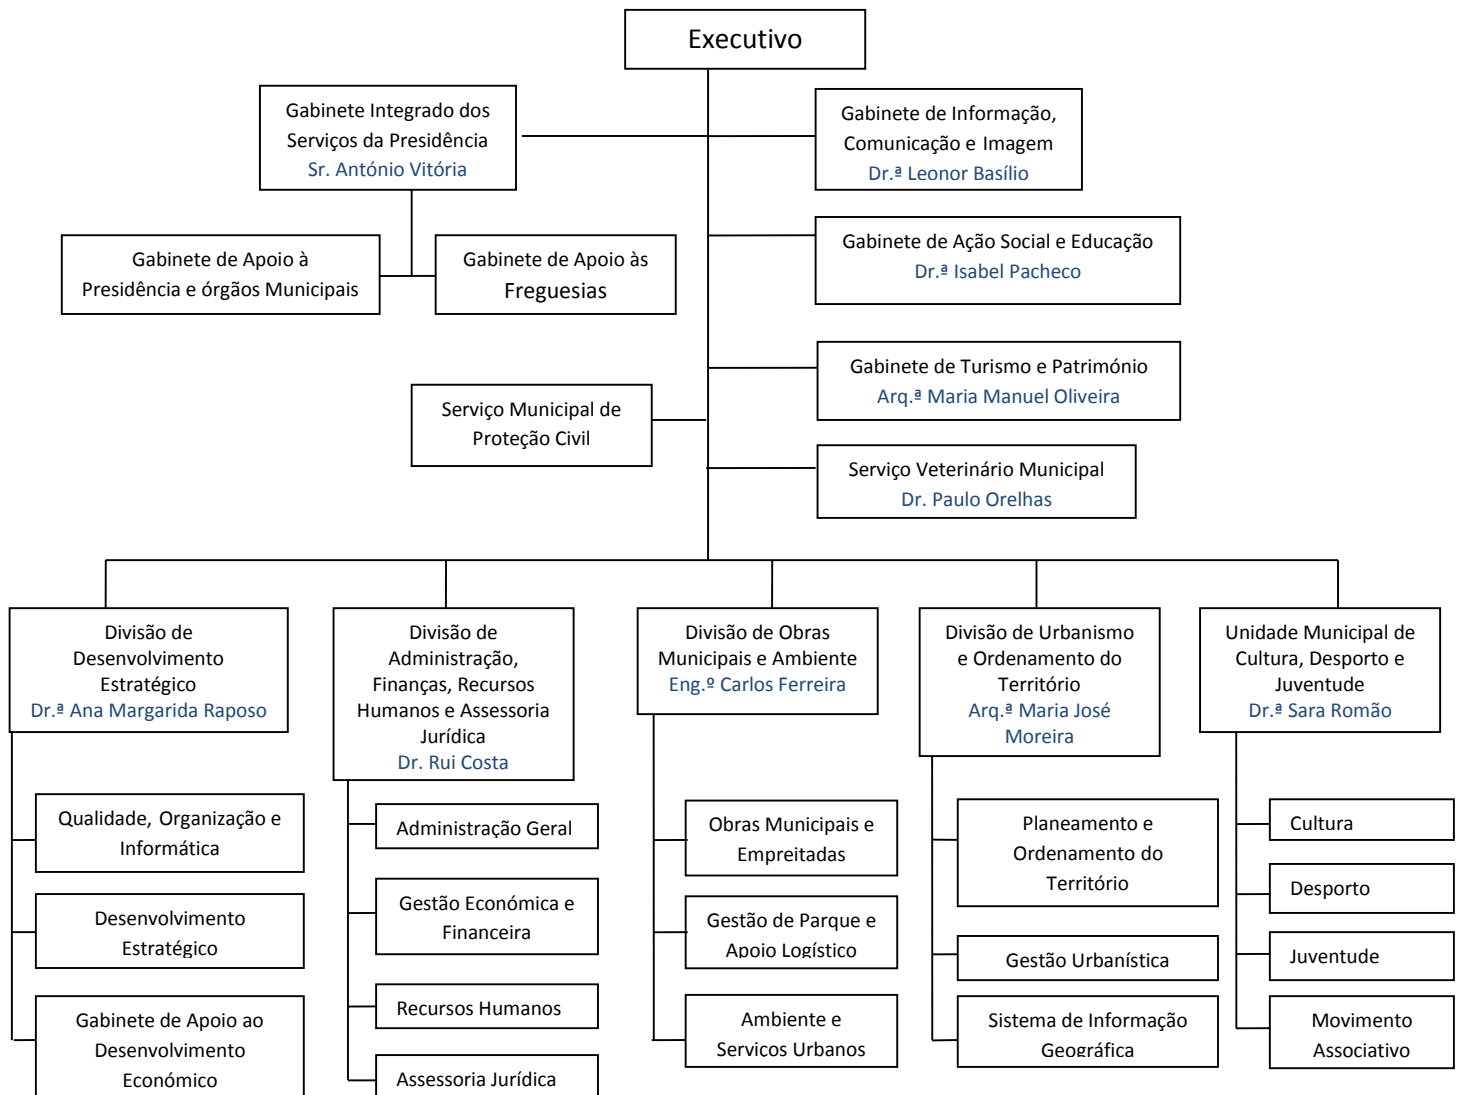 Executivo
Gabinete Integrado dos
Serviços da Presidência
Sr. António Vitória
Gabinete de Informação,
Comunicação e Imagem
Dr.ª Leonor Basílio
Gabinete de Apoio à
Presidência e órgãos Municipais
Gabinete de Apoio às
Freguesias
Gabinete de Ação Social e Educação
Dr.ª Isabel Pacheco
Gabinete de Turismo e Património
Arq.ª Maria Manuel Oliveira
Serviço Municipal de
Proteção Civil
Serviço Veterinário Municipal
Dr. Paulo Orelhas
Divisão de
Desenvolvimento
Estratégico
Dr.ª Ana Margarida Raposo
Qualidade, Organização e
Informática
Desenvolvimento
Estratégico
Gabinete de Apoio ao
Desenvolvimento
Económico
Divisão de
Administração,
Finanças, Recursos
Humanos e Assessoria
Jurídica
Dr. Rui Costa
Administração Geral
Gestão Económica e
Financeira
Recursos Humanos
Assessoria Jurídica
Divisão de Obras
Municipais e Ambiente
Eng.º Carlos Ferreira
Obras Municipais e
Empreitadas
Gestão de Parque e
Apoio Logístico
Ambiente e
Serviços Urbanos
Divisão de Urbanismo
e Ordenamento do
Território
Arq.ª Maria José
Moreira
Planeamento e
Ordenamento do
Território
Gestão Urbanística
Sistema de Informação
Geográfica
Unidade Municipal de
Cultura, Desporto e
Juventude
Dr.ª Sara Romão
Cultura
Desporto
Juventude
Movimento
Associativo